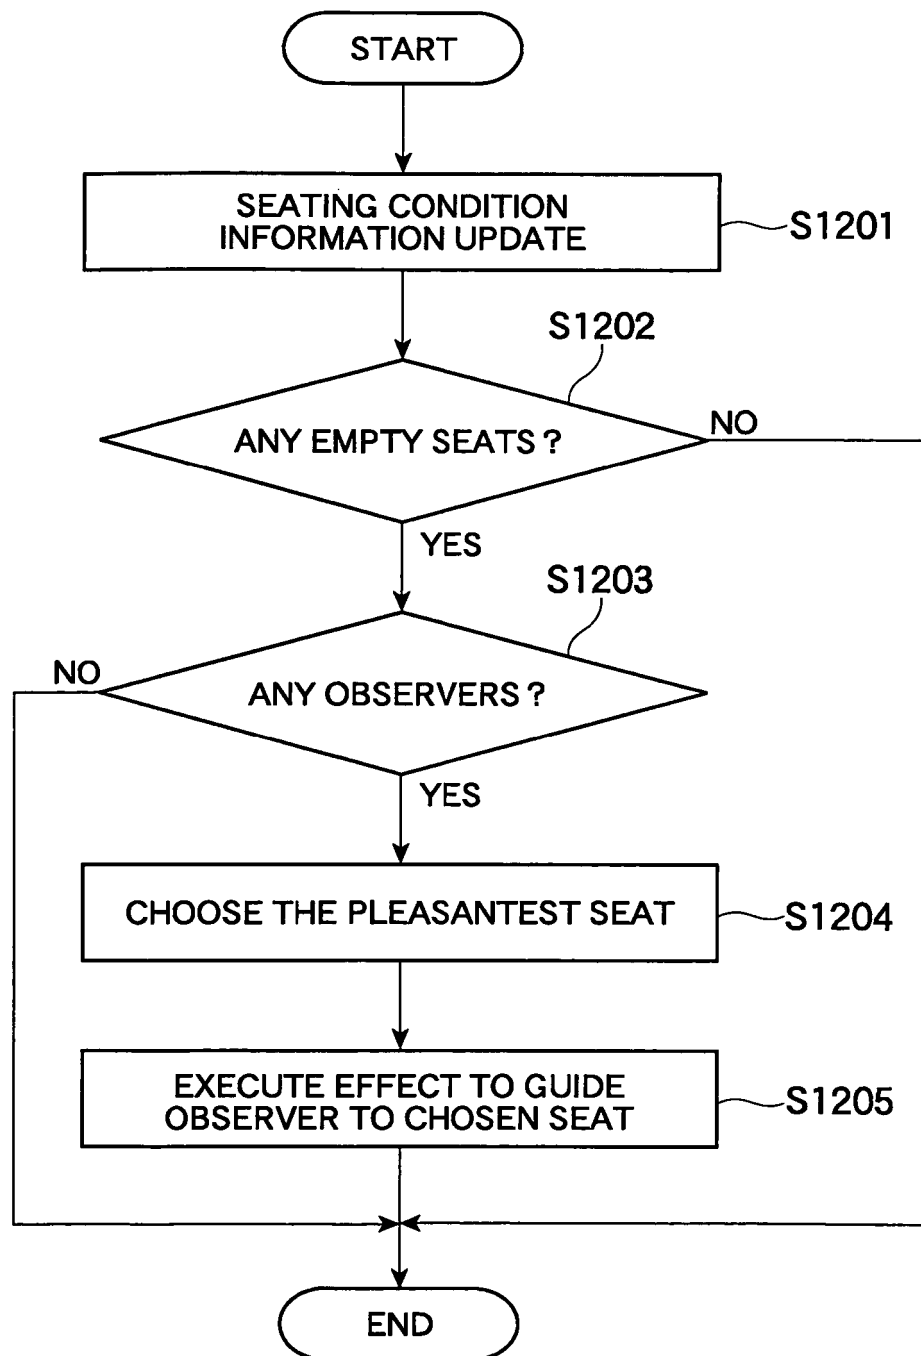 START
SEATING CONDITION
INFORMATION UPDATE
S1201
S1202
ANY EMPTY SEATS ?
NO
YES
S1203
NO
ANY OBSERVERS ?
YES
CHOOSE THE PLEASANTEST SEAT
S1204
EXECUTE EFFECT TO GUIDE
OBSERVER TO CHOSEN SEAT
S1205
END